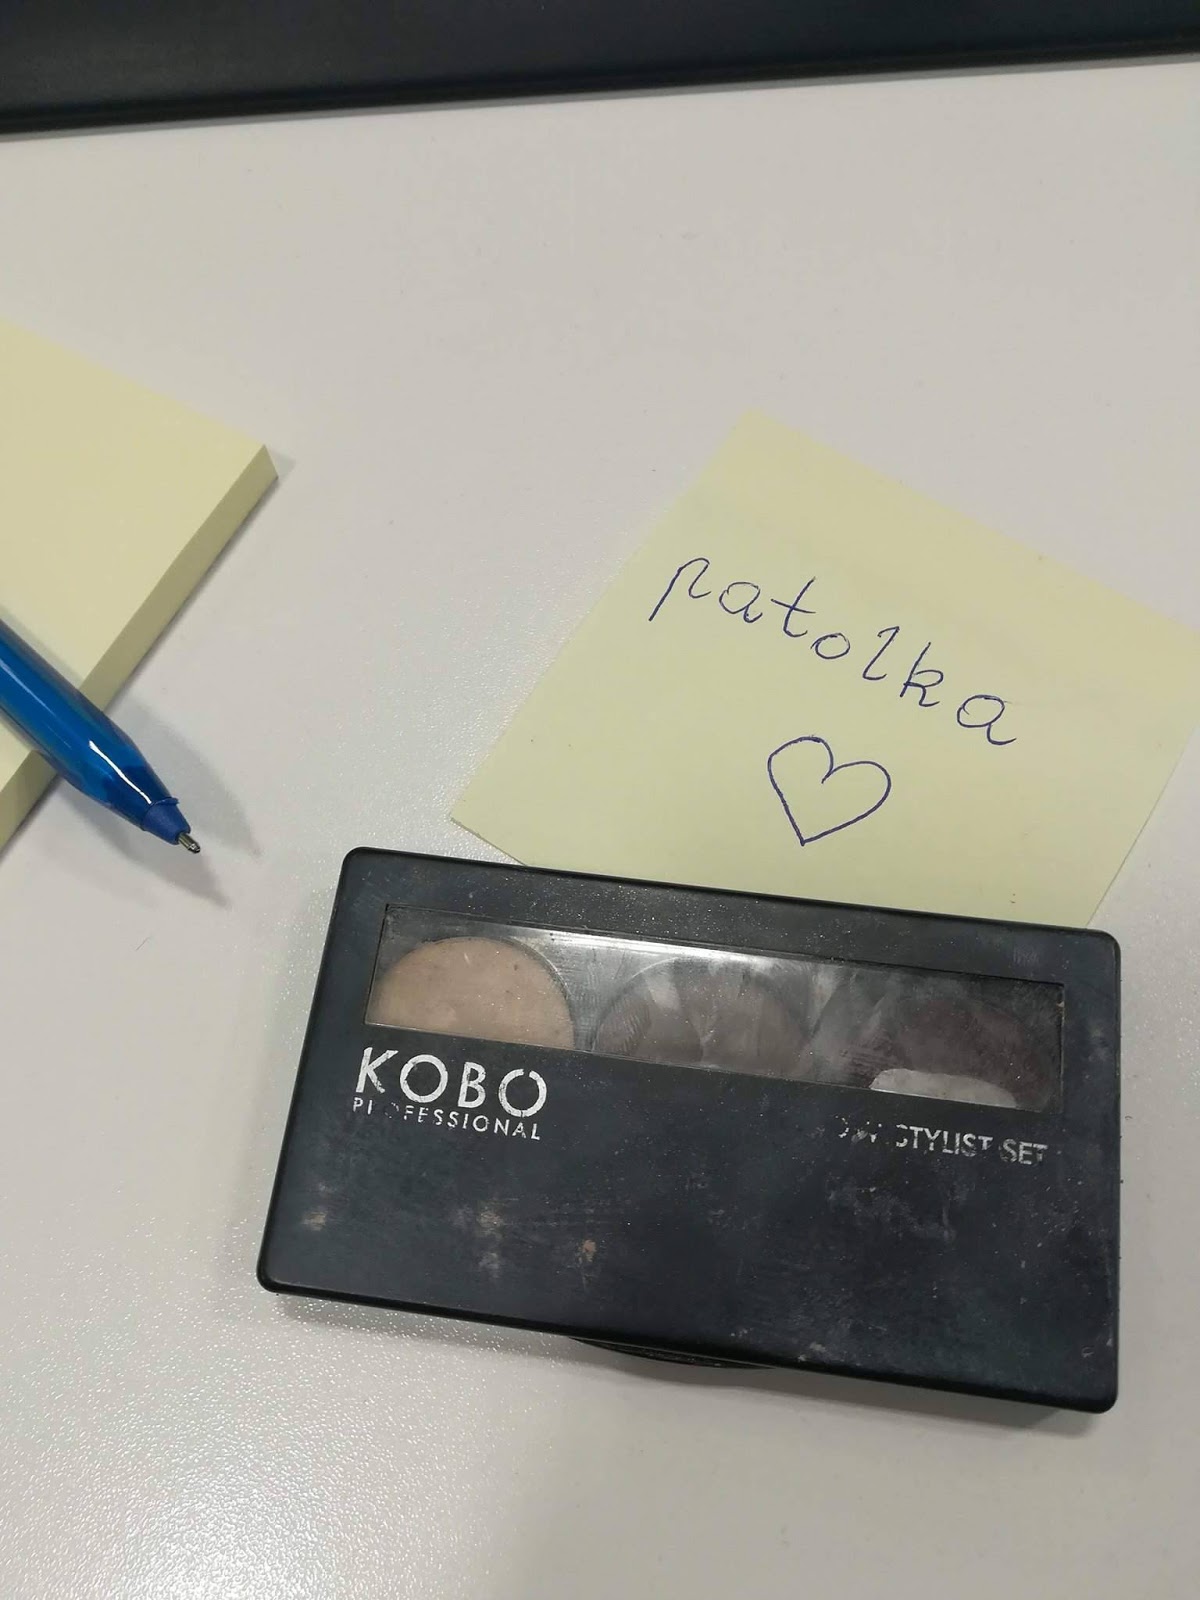 patolka
KOBO
PROFESSIONAL
STYLIST SET